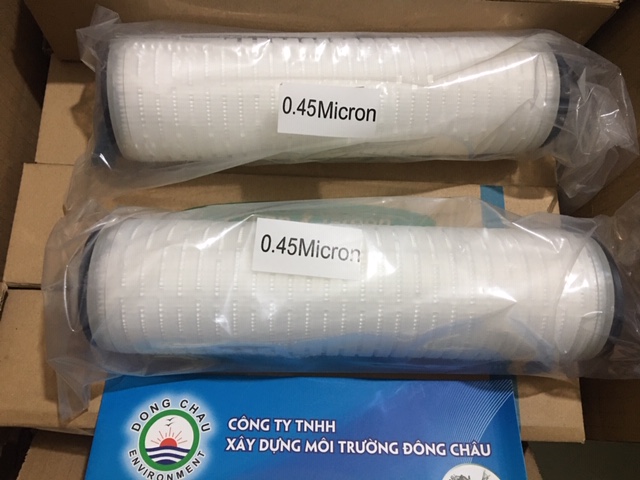 0.45Micron
0.45Micron
DONG CHAU
ENVIRONMENT
CÔNG TY TNHH
XÂY DỰNG MÔI TRƯỜNG ĐÔNG CHÂU